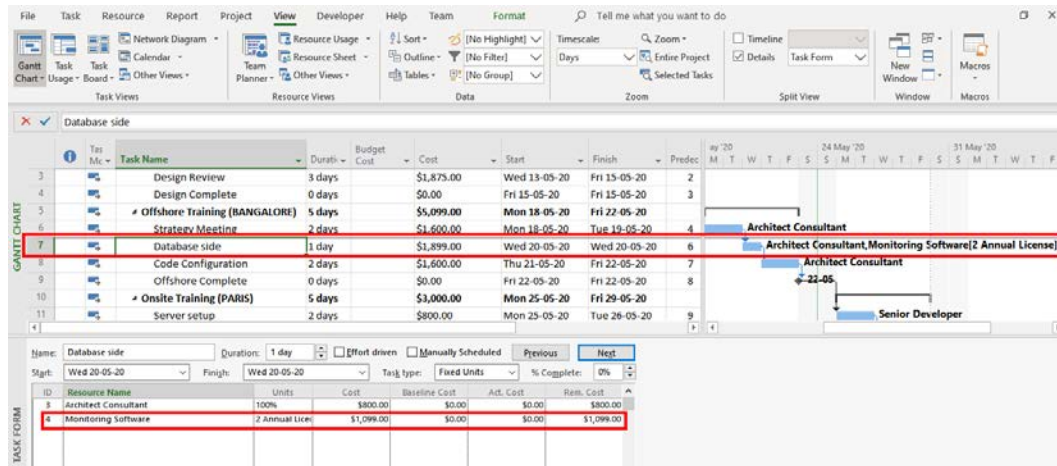 File Task Resource Report Project View Developer Help Team Format Tell me what you want to do
Gantt Chart
Task Usage
Task Board
Network Diagram
Calendar
Other Views
Task Views
Team Planner
Resource Usage
Resource Sheet
Other Views
Resource Views
Sort
Outline
Tables
[No Highlight]
[No Filter]
[No Group]
Data
Timescale:
Days
Zoom
Entire Project
Selected Tasks
Zoom
Timeline
Details Task Form
Split View
New Window
Window
Macros
Macros
Database side
Task Name Cost Start Finish Predec
Budget Cost
24 May '20 31 May '20
M T W T F S S M T W T F S S M T W T F
3 Design Review 3 days $1,875.00 Wed 13-05-20 Fri 15-05-20 2
4 Design Complete 0 days $0.00 Fri 15-05-20 Fri 15-05-20 3
5 Offshore Training (BANGALORE) 5 days $5,099.00 Mon 18-05-20 Fri 22-05-20
6 Strategy Meeting 2 days $1,600.00 Mon 18-05-20 Tue 19-05-20 4 Architect Consultant
7 Database side 1 day $1,899.00 Wed 20-05-20 Wed 20-05-20 6 Architect Consultant,Monitoring Software[2 Annual License]
8 Code Configuration 2 days $1,600.00 Thu 21-05-20 Fri 22-05-20 7 Architect Consultant
9 Offshore Complete 0 days $0.00 Fri 22-05-20 Fri 22-05-20 8 22-05
10 Onsite Training (PARIS) 5 days $3,000.00 Mon 25-05-20 Fri 29-05-20
11 Server setup 2 days $800.00 Mon 25-05-20 Tue 26-05-20 9 Senior Developer
GANTT CHART
Name: Database side Duration: 1 day Effort driven Manually Scheduled Previous Next
Start: Wed 20-05-20 Finish: Wed 20-05-20 Task type: Fixed Units % Complete: 0%
ID Resource Name Units Cost Baseline Cost Act. Cost Rem. Cost
3 Architect Consultant 100% $800.00 $0.00 $0.00 $800.00
4 Monitoring Software 2 Annual Licen $1,099.00 $0.00 $0.00 $1,099.00
TASK FORM